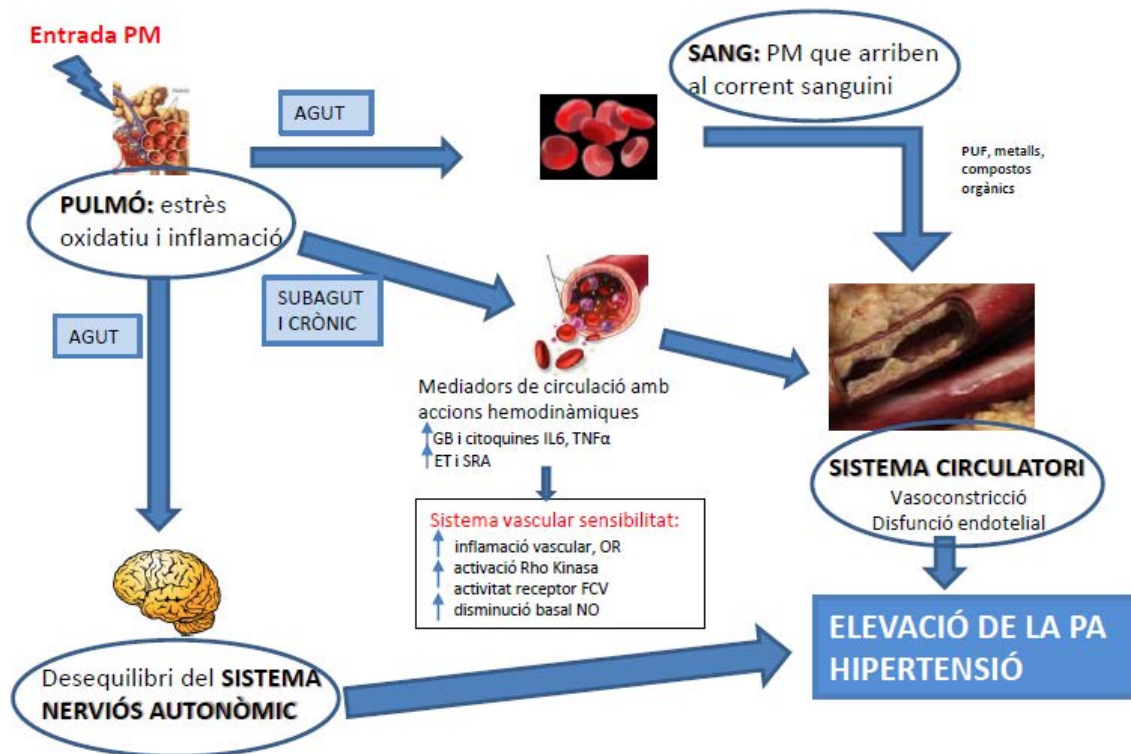 Entrada PM
AGUT
SANG: PM que arriben
al corrent sanguini
PUF, metalls,
compostos
orgànics
PULMÓ: estrès
oxidatiu i inflamació
SUBAGUT
I CRÒNIC
AGUT
Mediadors de circulació amb
accions hemodinàmiques
GB i citoquines IL6, TNFα
ET i SRA
Sistema vascular sensibilitat:
inflamació vascular, OR
activació Rho Kinasa
activitat receptor FCV
disminució basal NO
SISTEMA CIRCULATORI
Vasoconstricció
Disfunció endotelial
ELEVACIÓ DE LA PA
HIPERTENSIÓ
Desequilibri del SISTEMA
NERVIÓS AUTONÒMIC